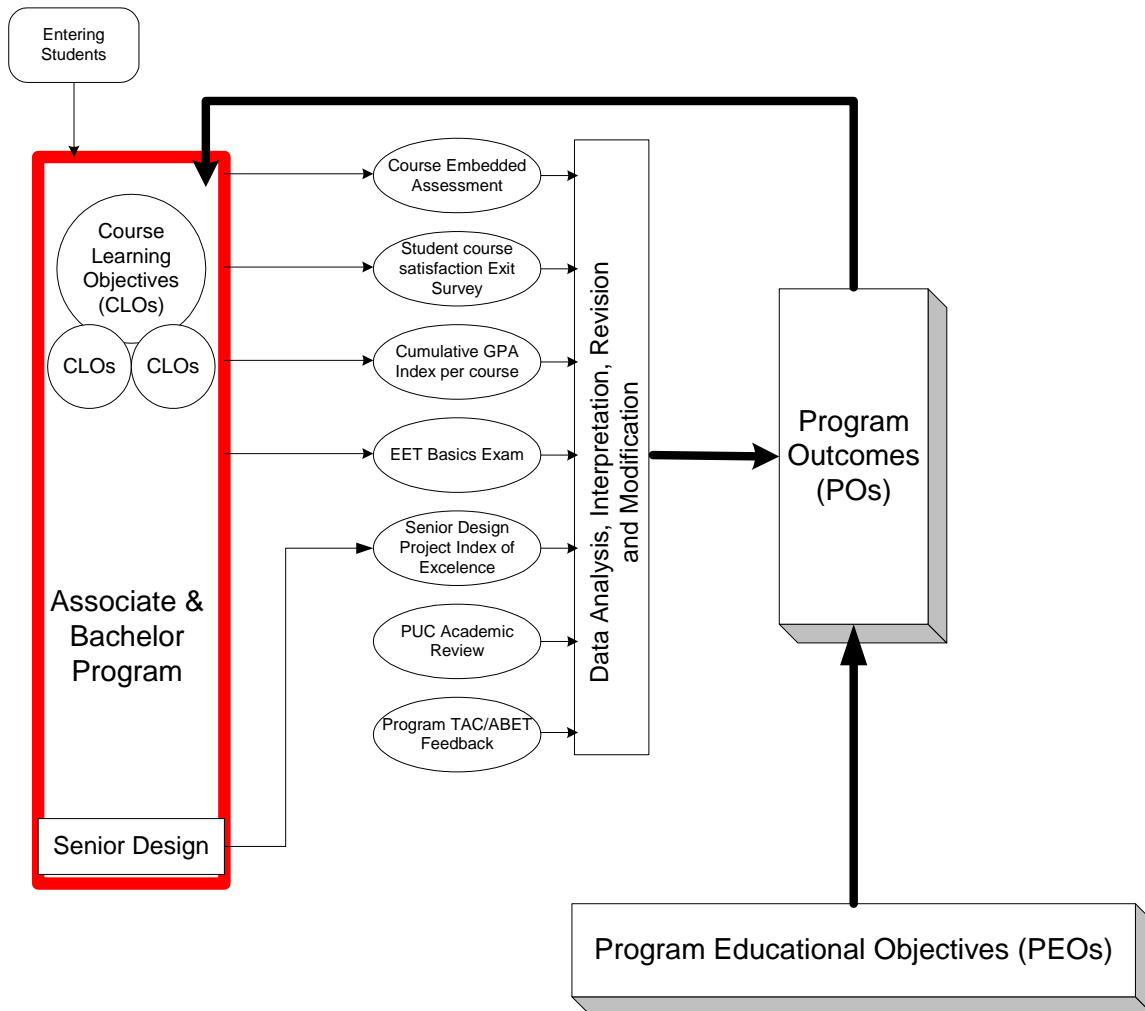 Entering
Students
Course
Learning
Objectives
(CLOs)
CLOs
CLOs
Associate &
Bachelor
Program
Senior Design
Course Embedded
Assessment
Student course
satisfaction Exit
Survey
Cumulative GPA
Index per course
EET Basics Exam
Senior Design
Project Index of
Excelence
PUC Academic
Review
Program TAC/ABET
Feedback
Data Analysis, Interpretation, Revision
and Modification
Program
Outcomes
(POs)
Program Educational Objectives (PEOs)